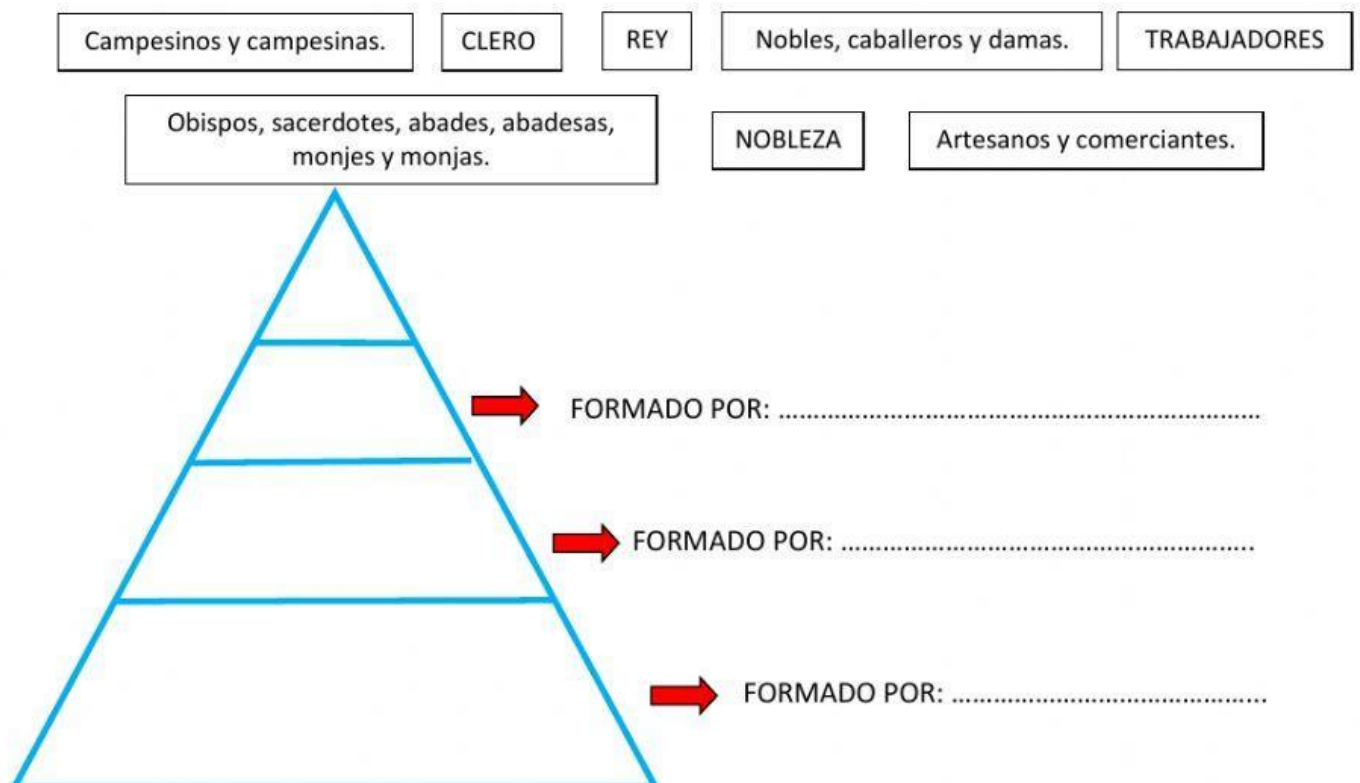 Campesinos y campesinas.
CLERO
REY
Nobles, caballeros y damas.
TRABAJADORES
Obispos, sacerdotes, abades, abadesas,
monjes y monjas.
NOBLEZA
Artesanos y comerciantes.
FORMADO POR: ........................................................................
FORMADO POR: ..............................................................
FORMADO POR: ...............................................